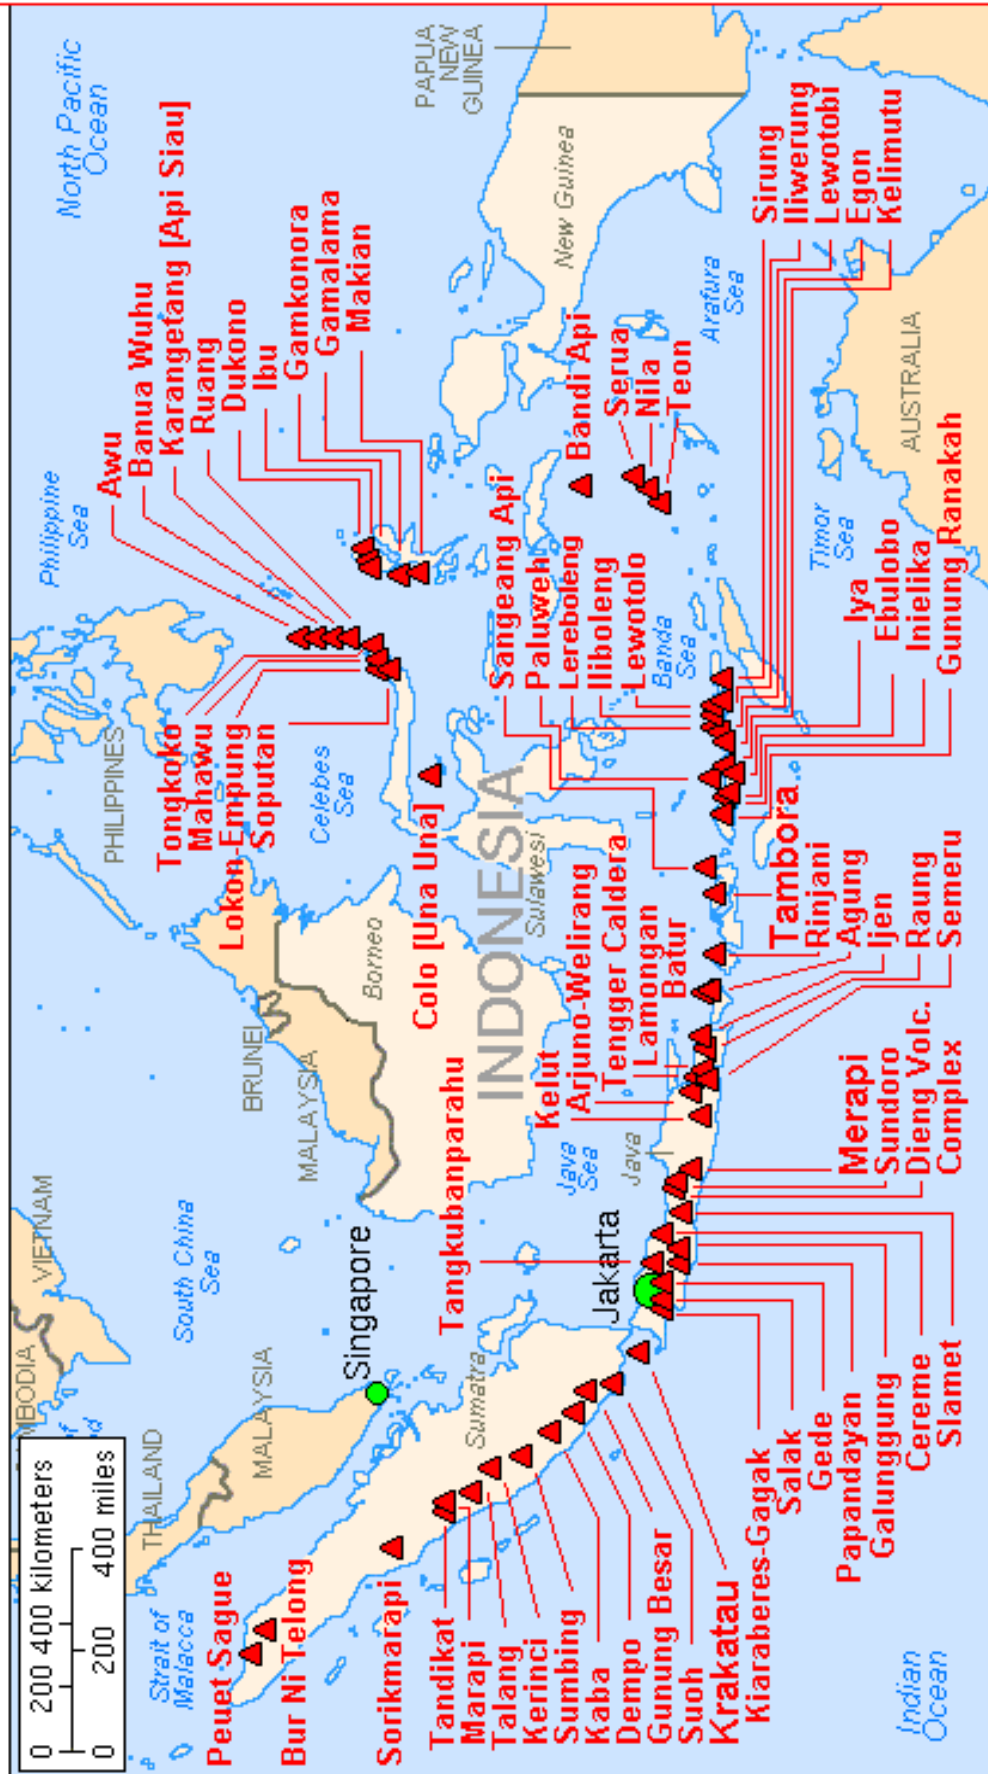 0 200 400 kilometers
0 200 400 miles
North Pacific
Ocean
Philippine
Sea
South China
Sea
Strait of
Malacca
Celebes
Sea
Java
Sea
Banda
Sea
Timor
Sea
Arafura
Sea
Indian
Ocean
THAILAND
VIETNAM
MALAYSIA
MALAYSIA
BRUNEI
PHILIPPINES
PAPUA
NEW
GUINEA
AUSTRALIA
INDONESIA
Sumatra
Java
Borneo
Sulawesi
New Guinea
Singapore
Jakarta
Peuet Sague
Bur Ni Telong
Sorikmarapi
Tandikat
Marapi
Talang
Kerinci
Sumbing
Kaba
Dempo
Gunung Besar
Suoh
Krakatau
Kiaraberes-Gagak
Salak
Gede
Papandayan
Galunggung
Cereme
Slamet
Tangkubanparahu
Merapi
Sundoro
Dieng Volc.
Complex
Kelut
Arjuno-Welirang
Tengger Caldera
Lamongan
Batur
Tambora
Rinjani
Agung
Ijen
Raung
Semeru
Colo [Una Una]
Tongkoko
Mahawu
Lokon-Empung
Soputan
Awu
Banua Wuhu
Karangetang [Api Siau]
Ruang
Dukono
Ibu
Gamkonora
Gamalama
Makian
Sangeang Api
Paluweh
Lereboleng
Iliboleng
Lewotolo
Bandi Api
Serua
Nila
Teon
Iya
Ebulobo
Inielika
Gunung Ranakah
Sirung
Iliwerung
Lewotobi
Egon
Kelimutu